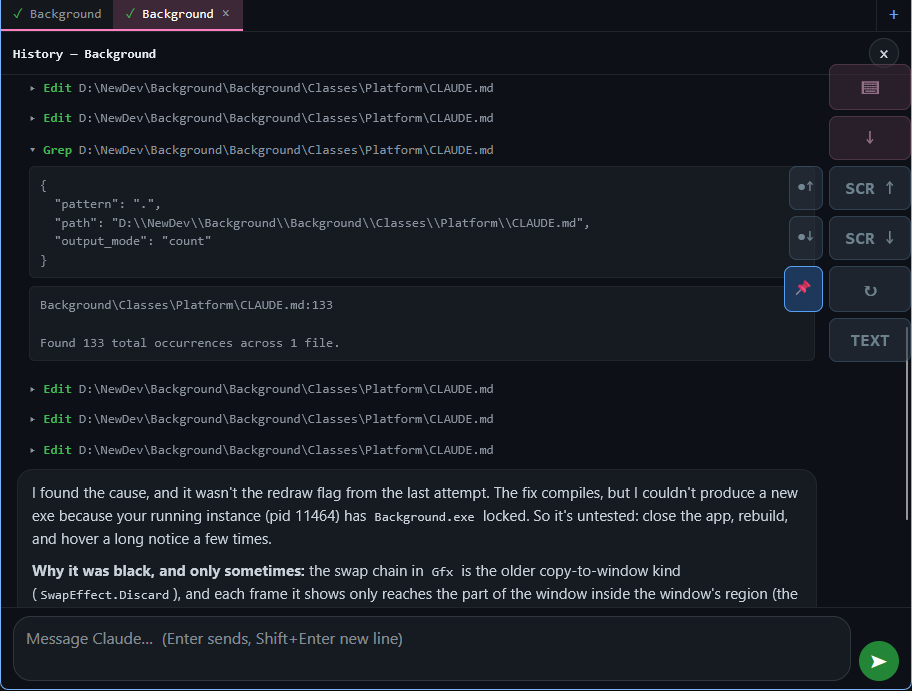 ✓ Background ✓ Background × +
History — Background ×
▸ Edit D:\NewDev\Background\Background\Classes\Platform\CLAUDE.md
▸ Edit D:\NewDev\Background\Background\Classes\Platform\CLAUDE.md
▾ Grep D:\NewDev\Background\Background\Classes\Platform\CLAUDE.md
{
"pattern": ".",
"path": "D:\\NewDev\\Background\\Background\\Classes\\Platform\\CLAUDE.md",
"output_mode": "count"
}
Background\Classes\Platform\CLAUDE.md:133
Found 133 total occurrences across 1 file.
▸ Edit D:\NewDev\Background\Background\Classes\Platform\CLAUDE.md
▸ Edit D:\NewDev\Background\Background\Classes\Platform\CLAUDE.md
▸ Edit D:\NewDev\Background\Background\Classes\Platform\CLAUDE.md
I found the cause, and it wasn't the redraw flag from the last attempt. The fix compiles, but I couldn't produce a new
exe because your running instance (pid 11464) has Background.exe locked. So it's untested: close the app, rebuild,
and hover a long notice a few times.
Why it was black, and only sometimes: the swap chain in Gfx is the older copy-to-window kind
(SwapEffect.Discard), and each frame it shows only reaches the part of the window inside the window's region (the
↓
●↑ SCR ↑
●↓ SCR ↓
↻
TEXT
Message Claude... (Enter sends, Shift+Enter new line)